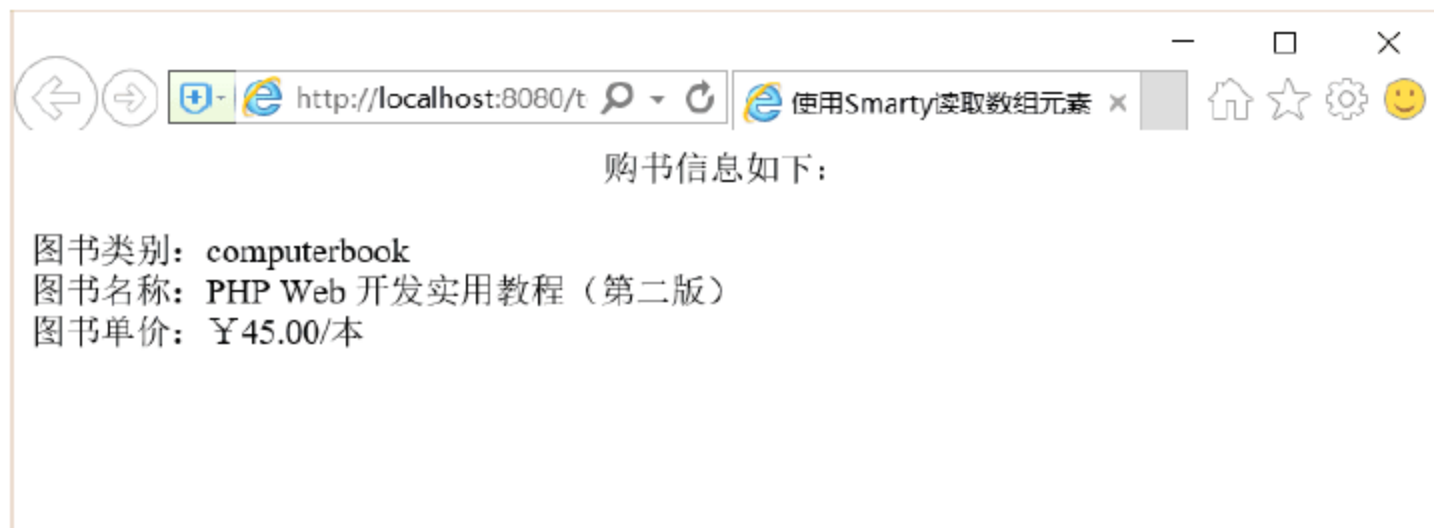 http://localhost:8080/t
使用Smarty读取数组元素
购书信息如下：
图书类别：computerbook
图书名称：PHP Web 开发实用教程（第二版）
图书单价：￥45.00/本